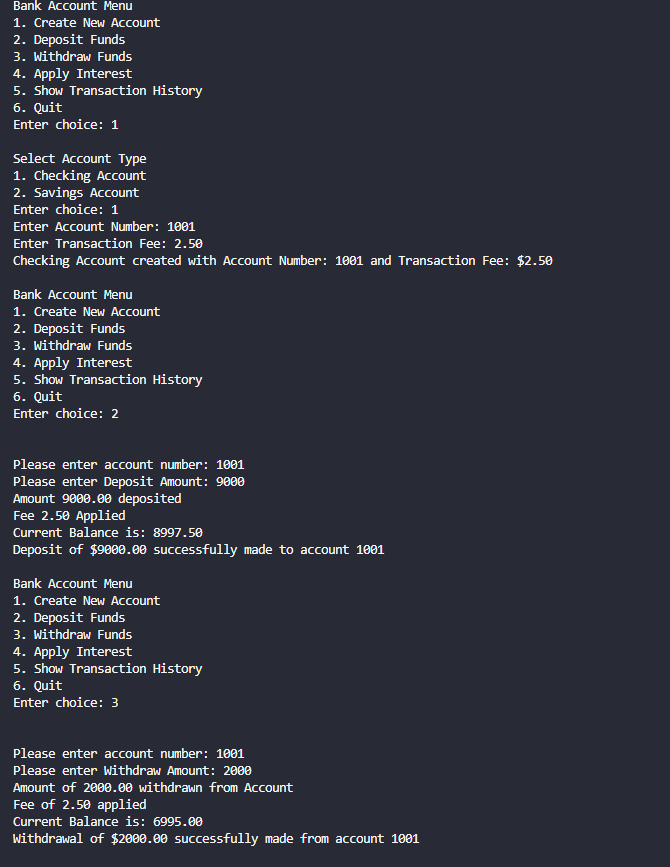 Bank Account Menu
1. Create New Account
2. Deposit Funds
3. Withdraw Funds
4. Apply Interest
5. Show Transaction History
6. Quit
Enter choice: 1
Select Account Type
1. Checking Account
2. Savings Account
Enter choice: 1
Enter Account Number: 1001
Enter Transaction Fee: 2.50
Checking Account created with Account Number: 1001 and Transaction Fee: $2.50
Bank Account Menu
1. Create New Account
2. Deposit Funds
3. Withdraw Funds
4. Apply Interest
5. Show Transaction History
6. Quit
Enter choice: 2
Please enter account number: 1001
Please enter Deposit Amount: 9000
Amount 9000.00 deposited
Fee 2.50 Applied
Current Balance is: 8997.50
Deposit of $9000.00 successfully made to account 1001
Bank Account Menu
1. Create New Account
2. Deposit Funds
3. Withdraw Funds
4. Apply Interest
5. Show Transaction History
6. Quit
Enter choice: 3
Please enter account number: 1001
Please enter Withdraw Amount: 2000
Amount of 2000.00 withdrawn from Account
Fee of 2.50 applied
Current Balance is: 6995.00
Withdrawal of $2000.00 successfully made from account 1001